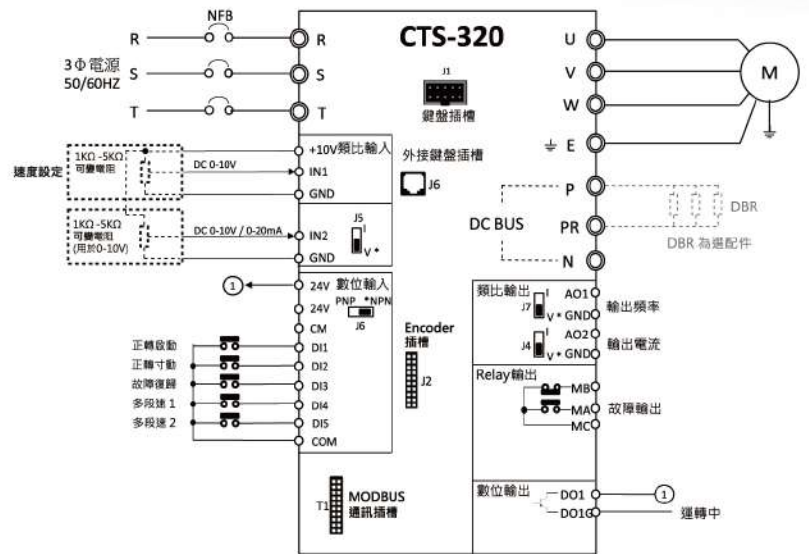 NFB
CTS-320
R
R
3Φ電源
50/60HZ
S
S
T
T
U
V
W
E
M
J1
鍵盤插槽
外接鍵盤插槽
J6
速度設定
1KΩ -5KΩ
可變電阻
DC 0-10V
+10V
類比輸入
IN1
GND
1KΩ -5KΩ
可變電阻
(用於0-10V)
DC 0-10V / 0-20mA
IN2
GND
J5
I
V *
DC BUS
P
PR
N
DBR
DBR 為選配件
1
24V
數位輸入
PNP *NPN
J6
24V
CM
正轉啟動
DI1
正轉寸動
DI2
故障復歸
DI3
多段速 1
DI4
多段速 2
DI5
COM
Encoder
插槽
J2
T1
MODBUS
通訊插槽
類比輸出
I
J7
V *
AO1
GND
輸出頻率
I
J4
V *
AO2
GND
輸出電流
Relay輸出
MB
MA
MC
故障輸出
數位輸出
DO1
1
DO1G
運轉中